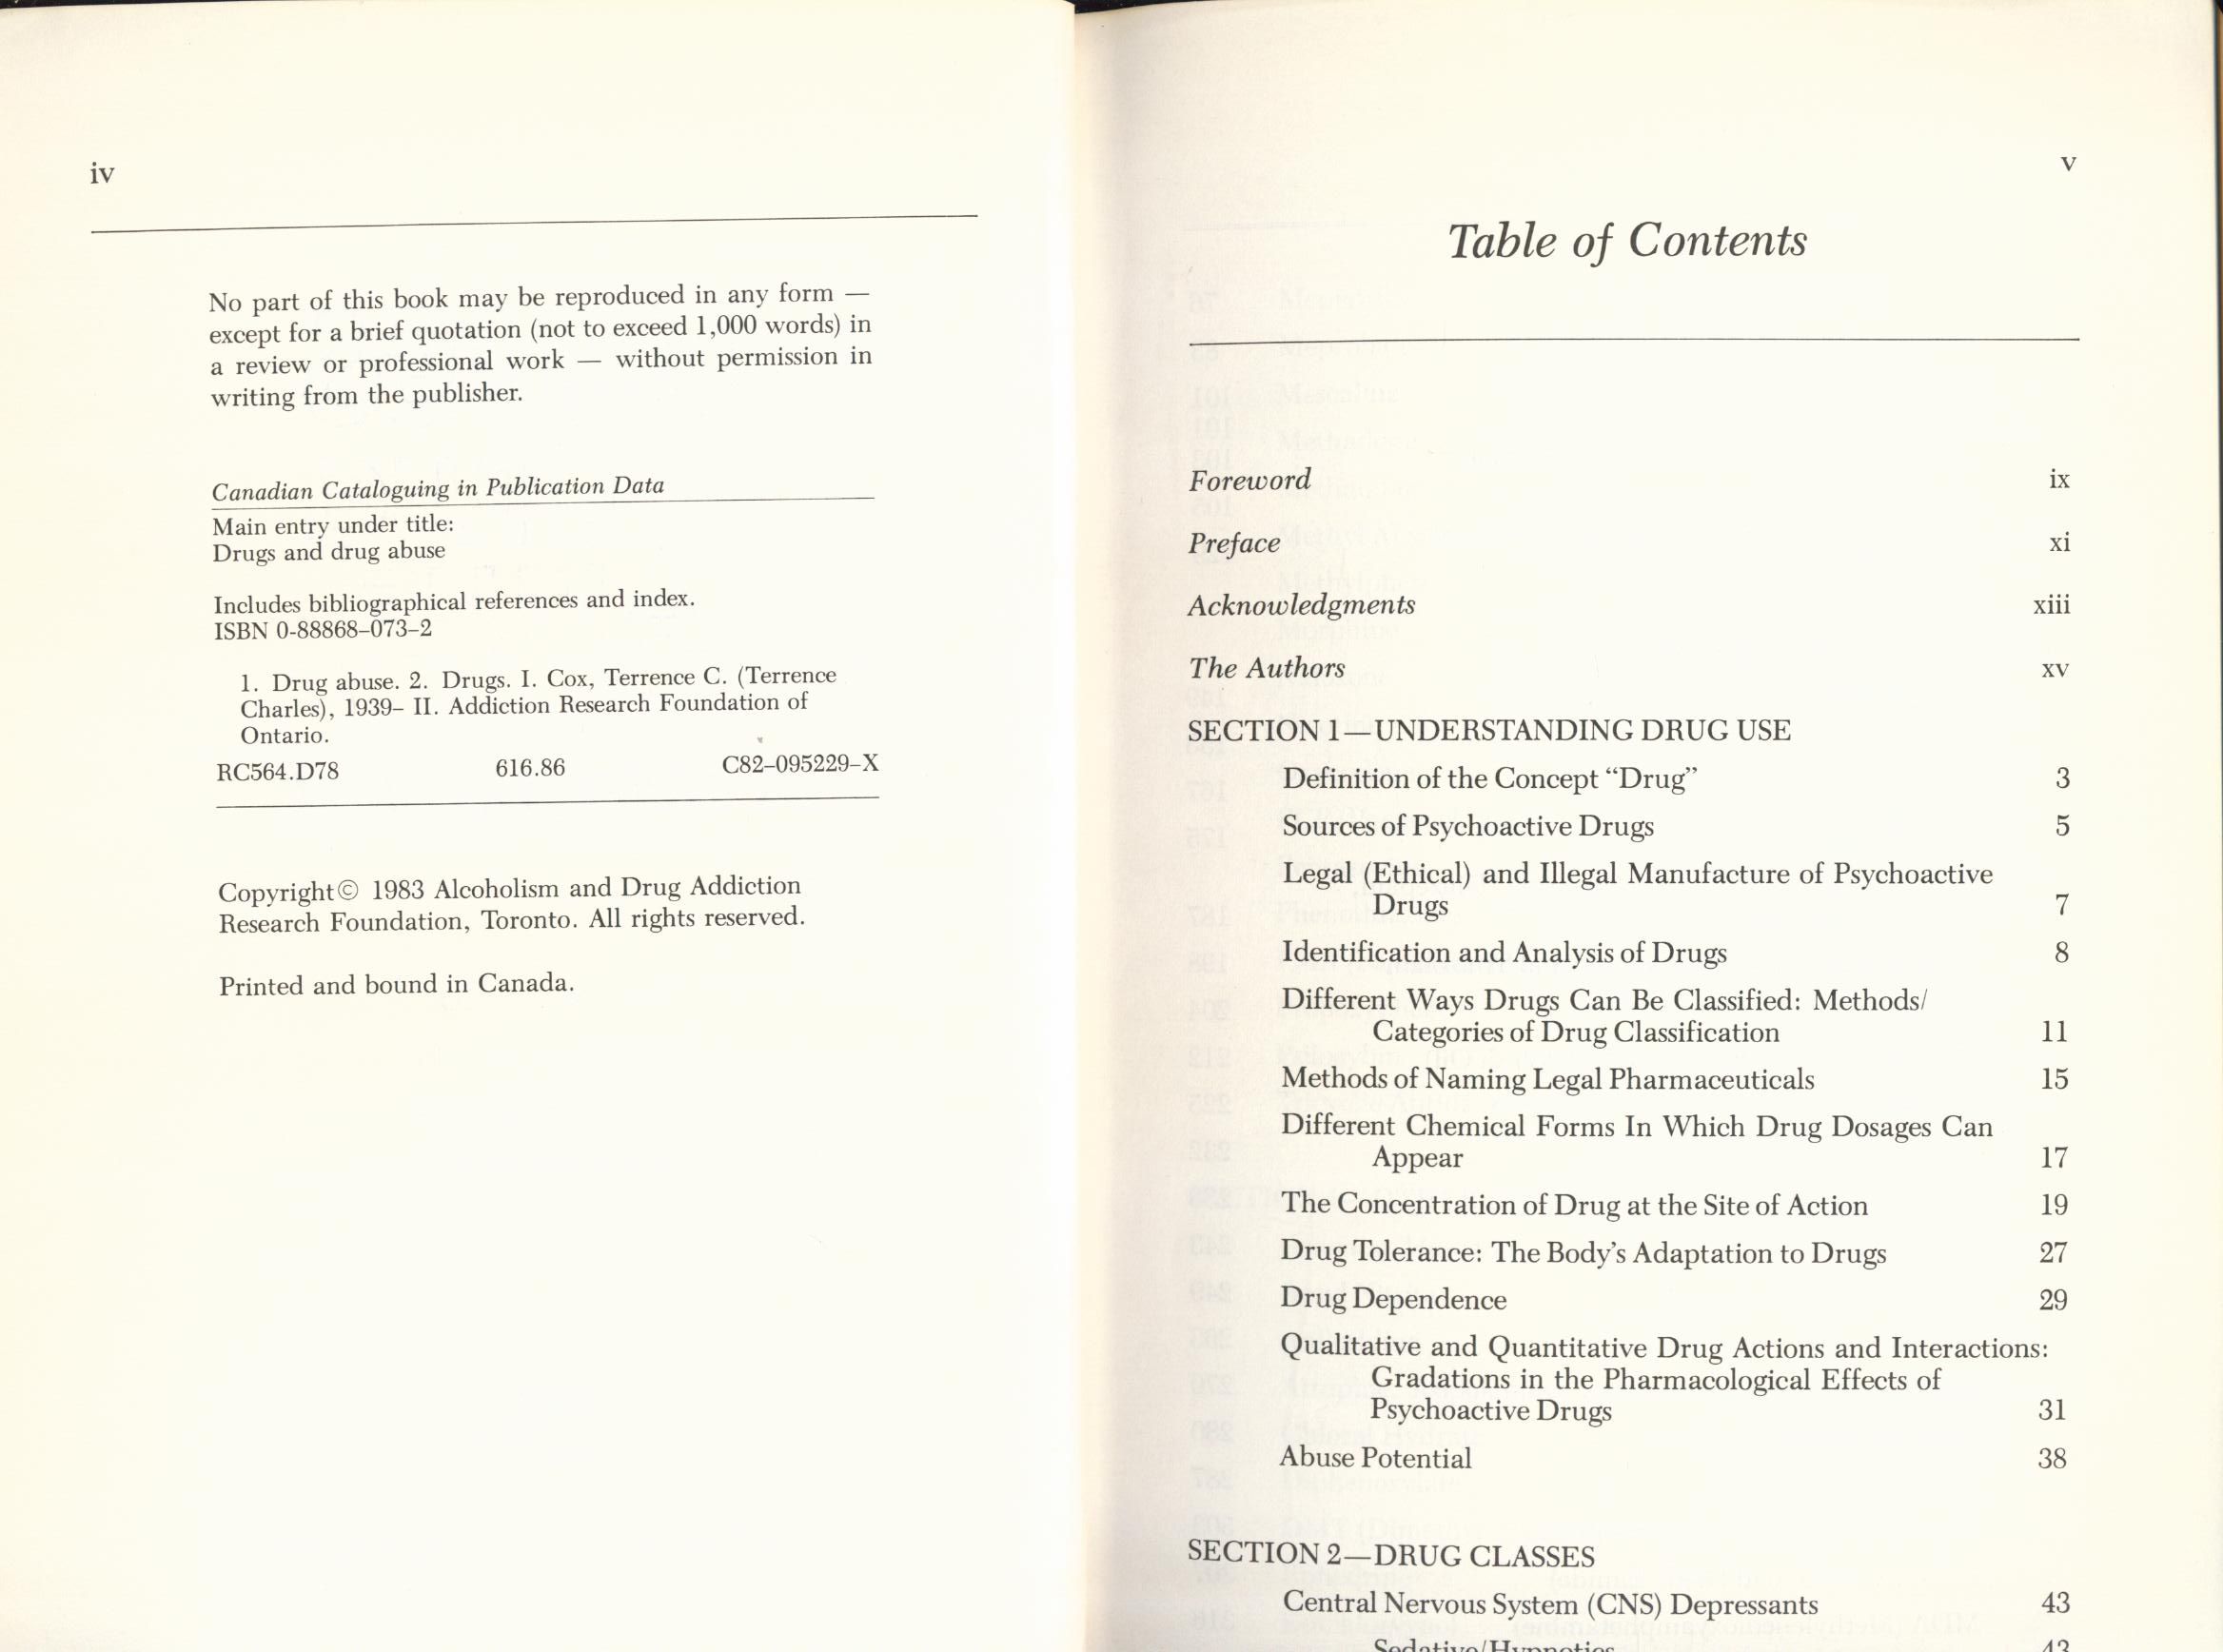 iv
No part of this book may be reproduced in any form —
except for a brief quotation (not to exceed 1,000 words) in
a review or professional work — without permission in
writing from the publisher.
Canadian Cataloguing in Publication Data
Main entry under title:
Drugs and drug abuse
Includes bibliographical references and index.
ISBN 0-88868-073-2
1. Drug abuse. 2. Drugs. I. Cox, Terrence C. (Terrence
Charles), 1939– II. Addiction Research Foundation of
Ontario.
RC564.D78 616.86 C82-095229-X
Copyright© 1983 Alcoholism and Drug Addiction
Research Foundation, Toronto. All rights reserved.
Printed and bound in Canada.
v
Table of Contents
Foreword ix
Preface xi
Acknowledgments xiii
The Authors xv
SECTION 1—UNDERSTANDING DRUG USE
Definition of the Concept “Drug” 3
Sources of Psychoactive Drugs 5
Legal (Ethical) and Illegal Manufacture of Psychoactive
Drugs 7
Identification and Analysis of Drugs 8
Different Ways Drugs Can Be Classified: Methods/
Categories of Drug Classification 11
Methods of Naming Legal Pharmaceuticals 15
Different Chemical Forms In Which Drug Dosages Can
Appear 17
The Concentration of Drug at the Site of Action 19
Drug Tolerance: The Body’s Adaptation to Drugs 27
Drug Dependence 29
Qualitative and Quantitative Drug Actions and Interactions:
Gradations in the Pharmacological Effects of
Psychoactive Drugs 31
Abuse Potential 38
SECTION 2—DRUG CLASSES
Central Nervous System (CNS) Depressants 43
Sedative/Hypnotics 43